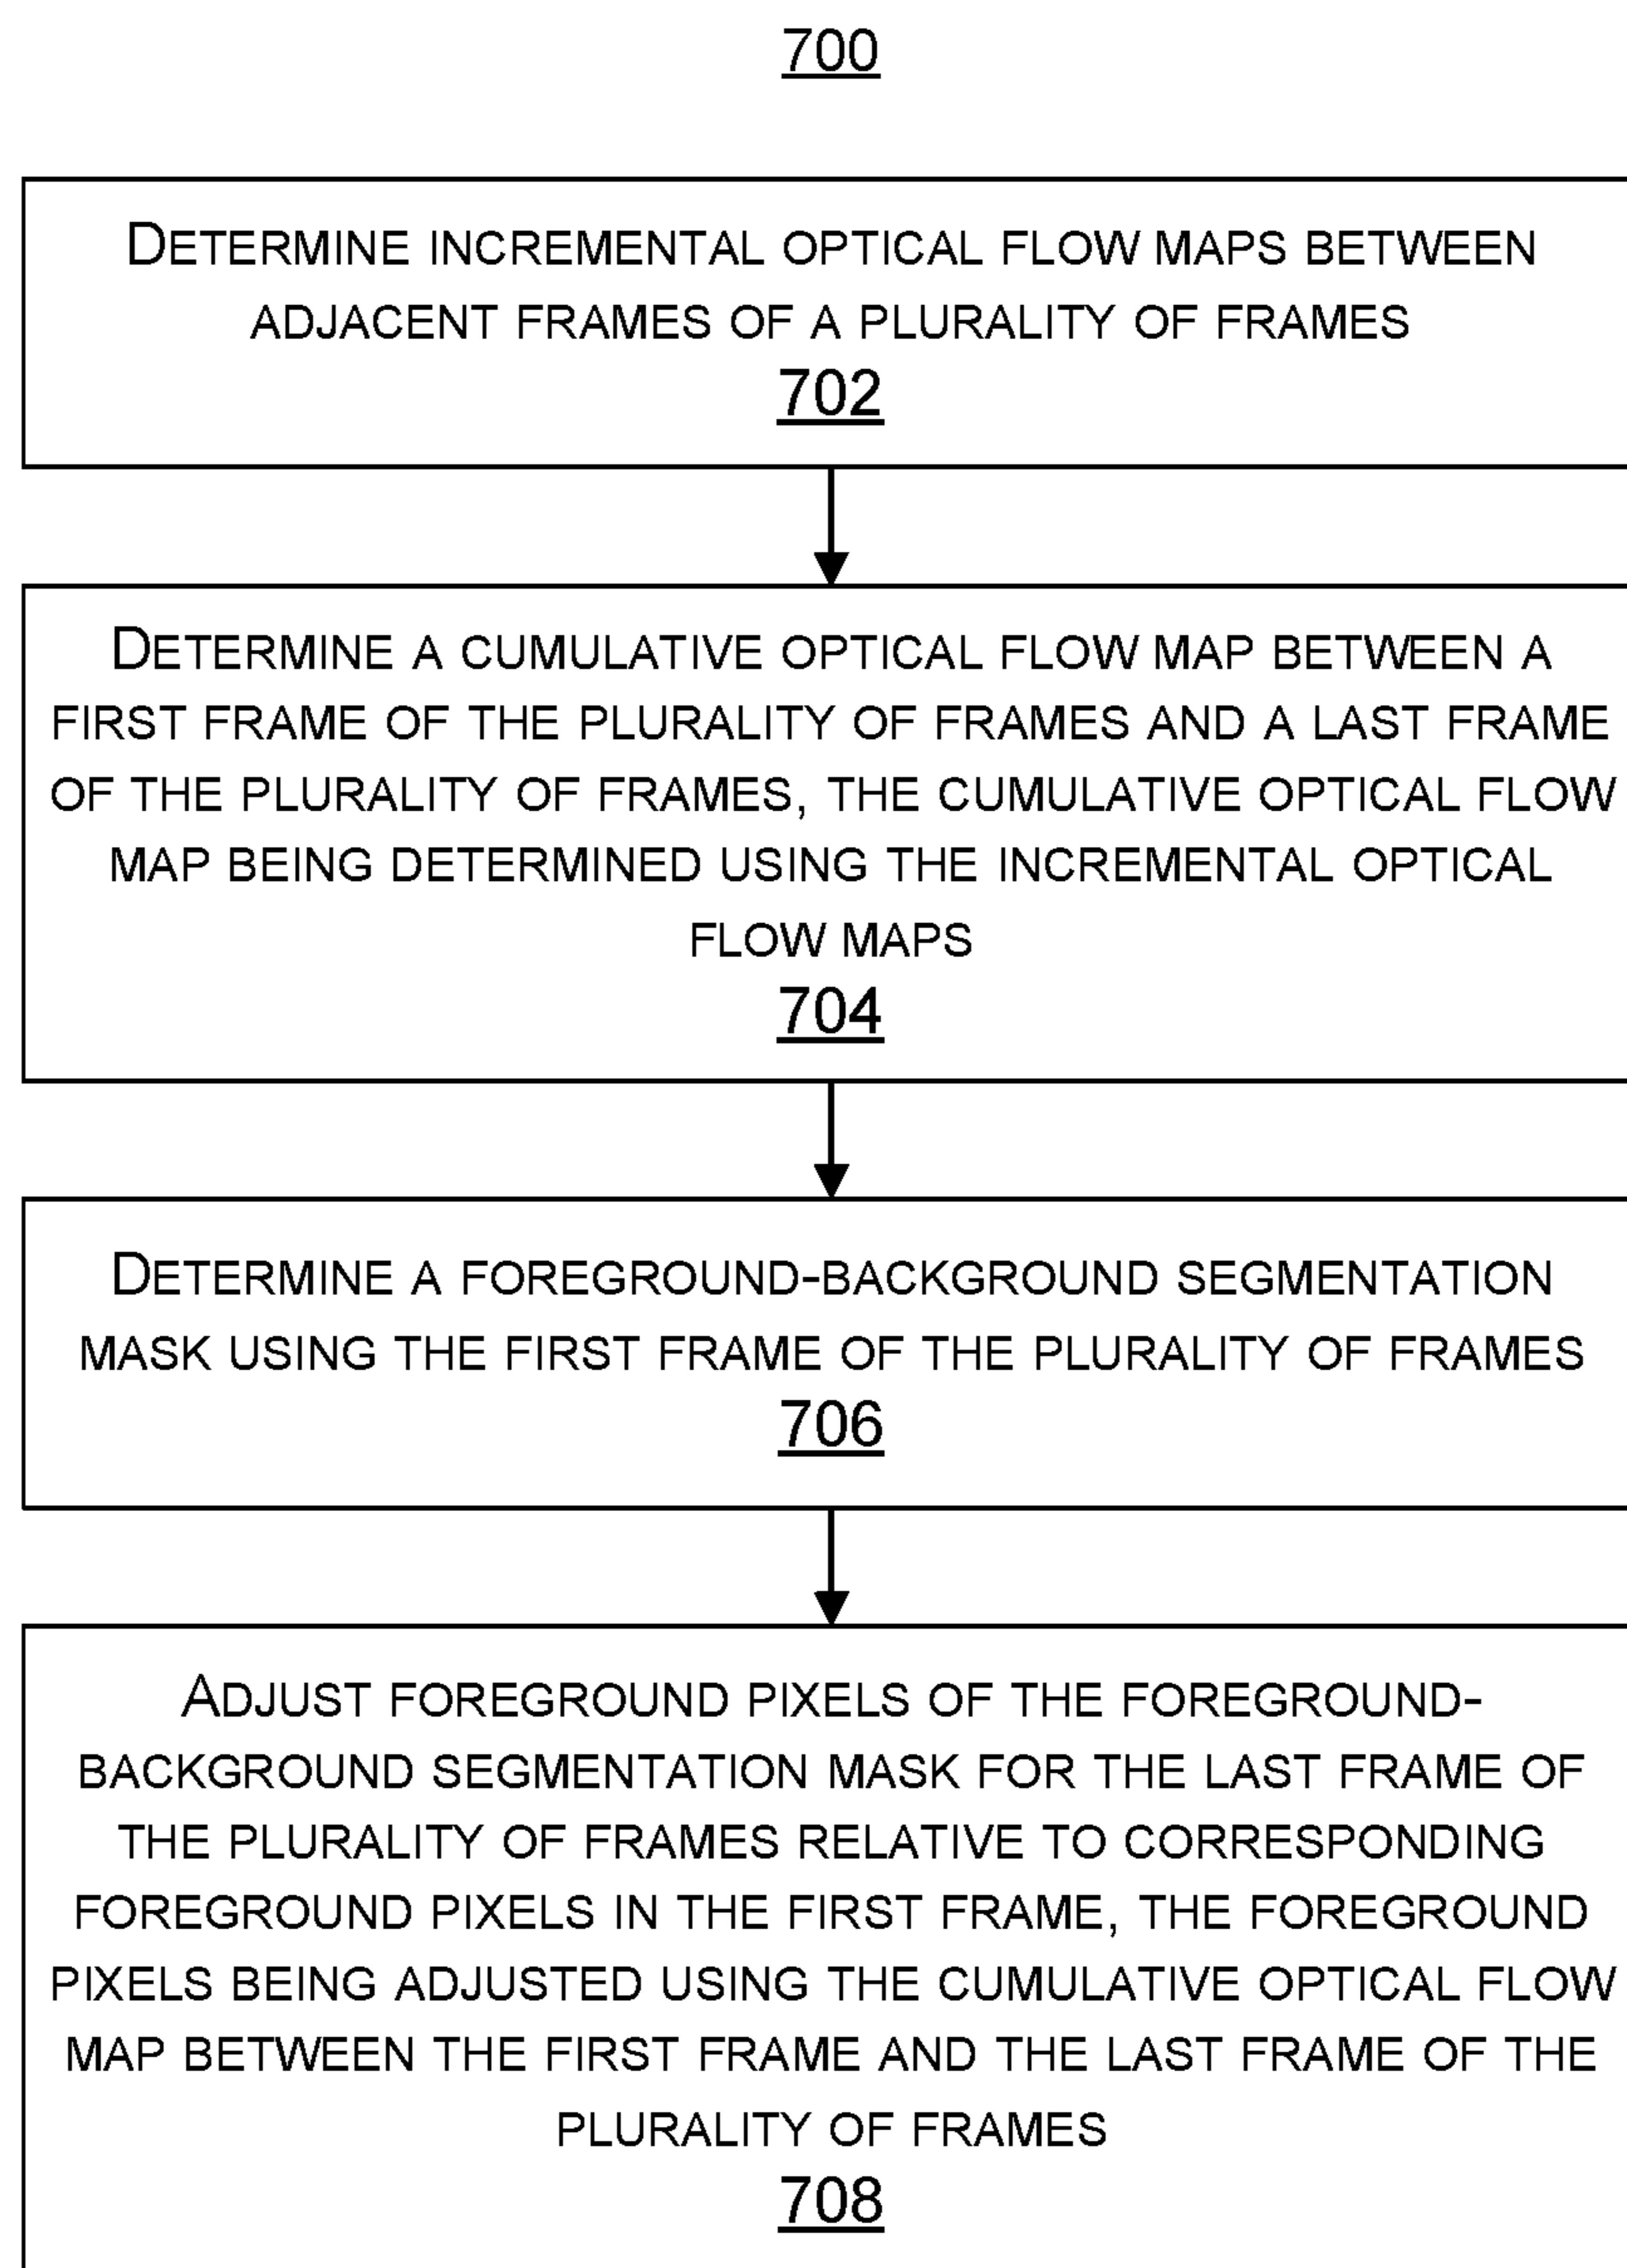 700
DETERMINE INCREMENTAL OPTICAL FLOW MAPS BETWEEN
ADJACENT FRAMES OF A PLURALITY OF FRAMES
702
DETERMINE A CUMULATIVE OPTICAL FLOW MAP BETWEEN A
FIRST FRAME OF THE PLURALITY OF FRAMES AND A LAST FRAME
OF THE PLURALITY OF FRAMES, THE CUMULATIVE OPTICAL FLOW
MAP BEING DETERMINED USING THE INCREMENTAL OPTICAL
FLOW MAPS
704
DETERMINE A FOREGROUND-BACKGROUND SEGMENTATION
MASK USING THE FIRST FRAME OF THE PLURALITY OF FRAMES
706
ADJUST FOREGROUND PIXELS OF THE FOREGROUND-
BACKGROUND SEGMENTATION MASK FOR THE LAST FRAME OF
THE PLURALITY OF FRAMES RELATIVE TO CORRESPONDING
FOREGROUND PIXELS IN THE FIRST FRAME, THE FOREGROUND
PIXELS BEING ADJUSTED USING THE CUMULATIVE OPTICAL FLOW
MAP BETWEEN THE FIRST FRAME AND THE LAST FRAME OF THE
PLURALITY OF FRAMES
708